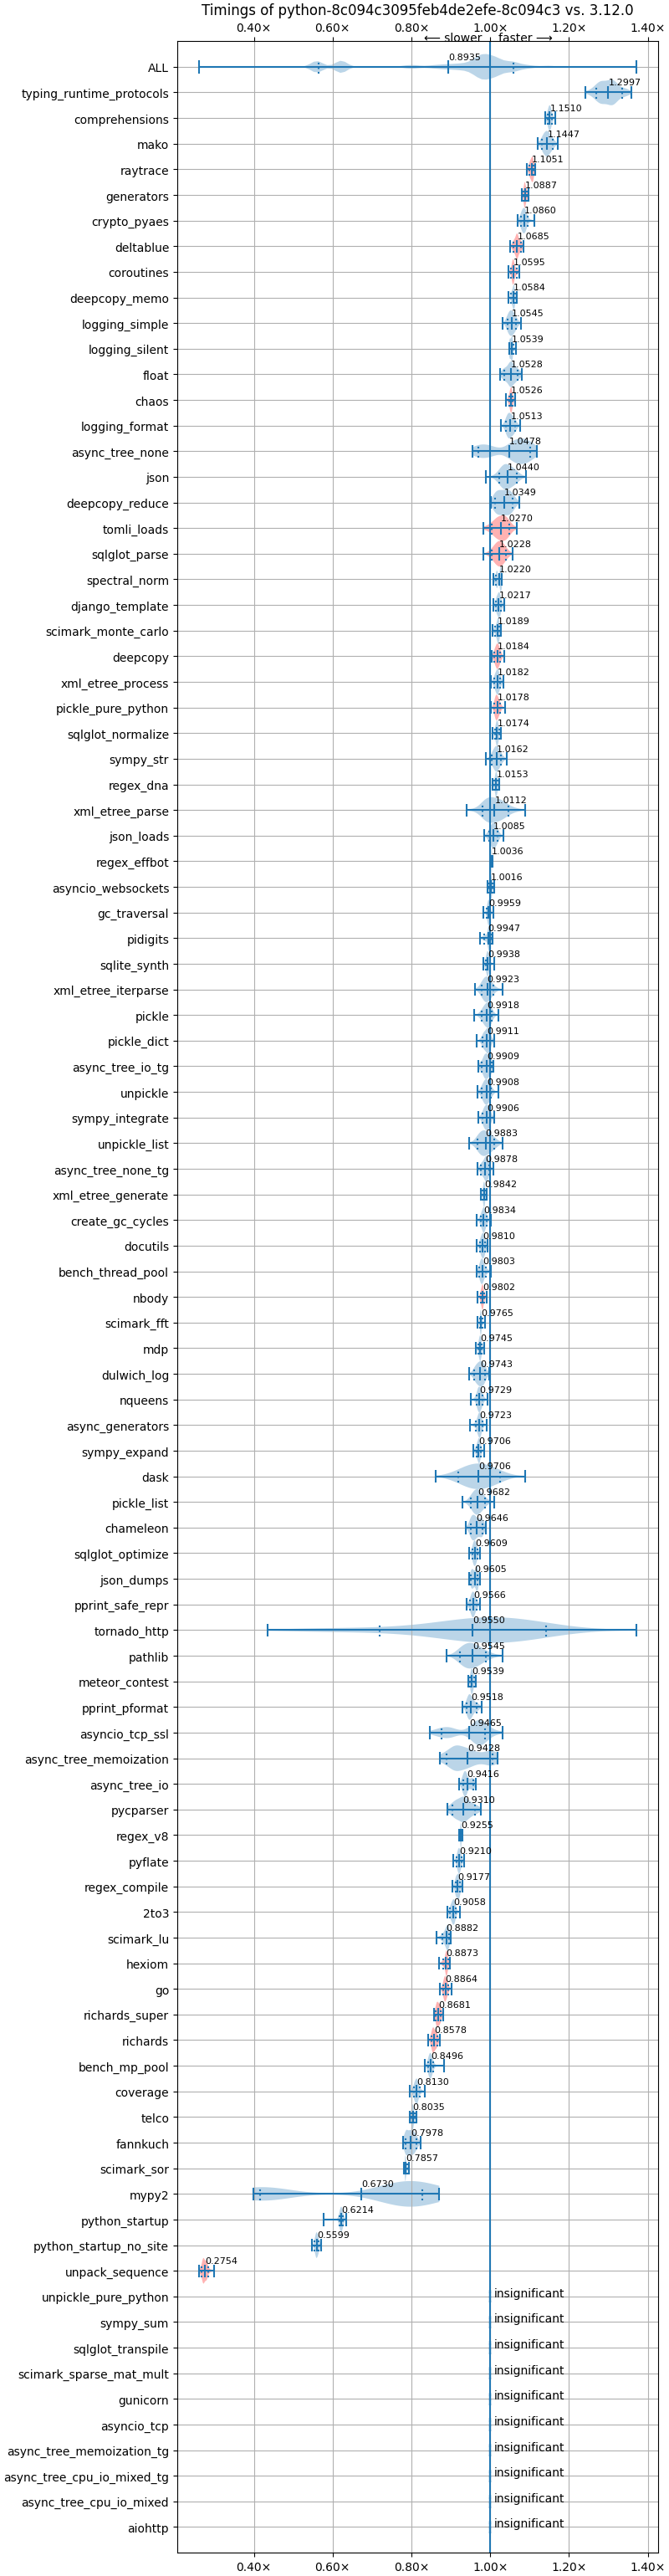 Timings of python-8c094c3095feb4de2efe-8c094c3 vs. 3.12.0
0.40× 0.60× 0.80× 1.00× 1.20× 1.40×
⟵ slower faster ⟶
ALL 0.8935
typing_runtime_protocols 1.2997
comprehensions 1.1510
mako 1.1447
raytrace 1.1051
generators 1.0887
crypto_pyaes 1.0860
deltablue 1.0685
coroutines 1.0595
deepcopy_memo 1.0584
logging_simple 1.0545
logging_silent 1.0539
float 1.0528
chaos 1.0526
logging_format 1.0513
async_tree_none 1.0478
json 1.0440
deepcopy_reduce 1.0349
tomli_loads 1.0270
sqlglot_parse 1.0228
spectral_norm 1.0220
django_template 1.0217
scimark_monte_carlo 1.0189
deepcopy 1.0184
xml_etree_process 1.0182
pickle_pure_python 1.0178
sqlglot_normalize 1.0174
sympy_str 1.0162
regex_dna 1.0153
xml_etree_parse 1.0112
json_loads 1.0085
regex_effbot 1.0036
asyncio_websockets 1.0016
gc_traversal 0.9959
pidigits 0.9947
sqlite_synth 0.9938
xml_etree_iterparse 0.9923
pickle 0.9918
pickle_dict 0.9911
async_tree_io_tg 0.9909
unpickle 0.9908
sympy_integrate 0.9906
unpickle_list 0.9883
async_tree_none_tg 0.9878
xml_etree_generate 0.9842
create_gc_cycles 0.9834
docutils 0.9810
bench_thread_pool 0.9803
nbody 0.9802
scimark_fft 0.9765
mdp 0.9745
dulwich_log 0.9743
nqueens 0.9729
async_generators 0.9723
sympy_expand 0.9706
dask 0.9706
pickle_list 0.9682
chameleon 0.9646
sqlglot_optimize 0.9609
json_dumps 0.9605
pprint_safe_repr 0.9566
tornado_http 0.9550
pathlib 0.9545
meteor_contest 0.9539
pprint_pformat 0.9518
asyncio_tcp_ssl 0.9465
async_tree_memoization 0.9428
async_tree_io 0.9416
pycparser 0.9310
regex_v8 0.9255
pyflate 0.9210
regex_compile 0.9177
2to3 0.9058
scimark_lu 0.8882
hexiom 0.8873
go 0.8864
richards_super 0.8681
richards 0.8578
bench_mp_pool 0.8496
coverage 0.8130
telco 0.8035
fannkuch 0.7978
scimark_sor 0.7857
mypy2 0.6730
python_startup 0.6214
python_startup_no_site 0.5599
unpack_sequence 0.2754
unpickle_pure_python insignificant
sympy_sum insignificant
sqlglot_transpile insignificant
scimark_sparse_mat_mult insignificant
gunicorn insignificant
asyncio_tcp insignificant
async_tree_memoization_tg insignificant
async_tree_cpu_io_mixed_tg insignificant
async_tree_cpu_io_mixed insignificant
aiohttp insignificant
0.40× 0.60× 0.80× 1.00× 1.20× 1.40×